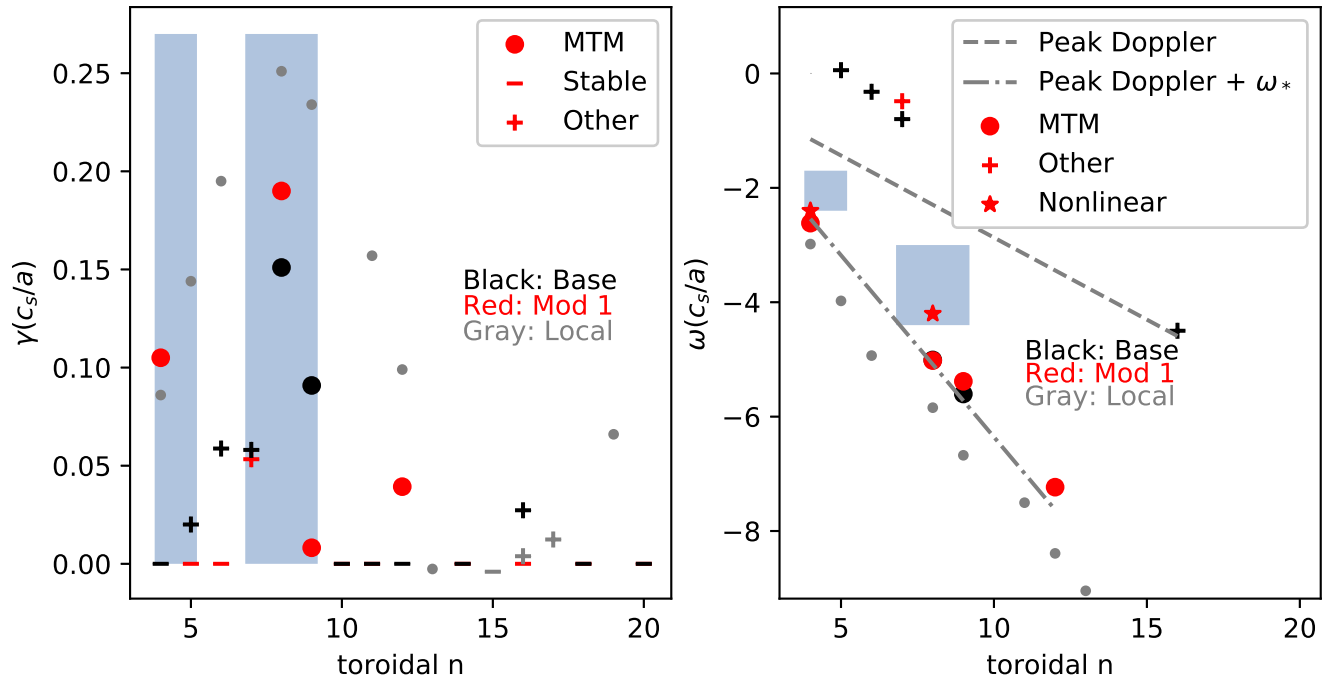 MTM
Stable
Other
Black: Base
Red: Mod 1
Gray: Local
0.25
0.20
0.15
0.10
0.05
0.00
γ(c_s/a)
5
10
15
20
toroidal n
Peak Doppler
Peak Doppler + ω_*
MTM
Other
Nonlinear
Black: Base
Red: Mod 1
Gray: Local
0
−2
−4
−6
−8
ω(c_s/a)
5
10
15
20
toroidal n